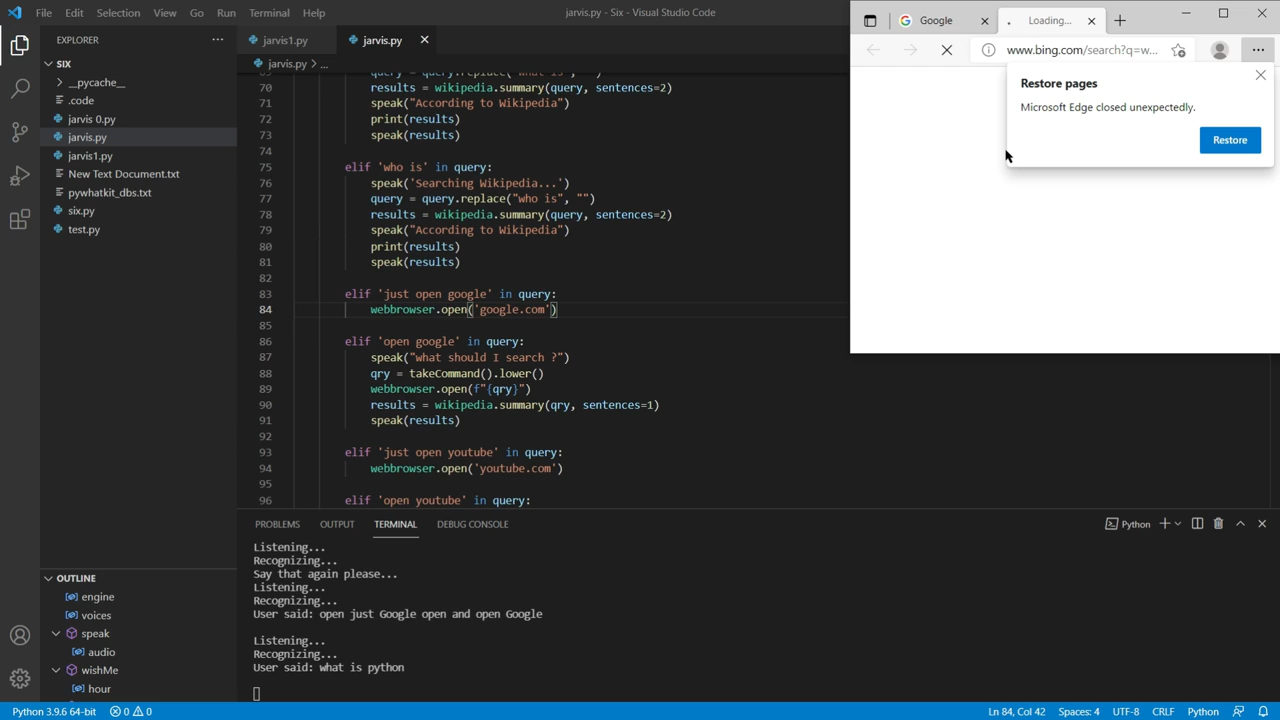 File Edit Selection View Go Run Terminal Help
jarvis.py - Six - Visual Studio Code
EXPLORER
SIX
__pycache__
.code
jarvis 0.py
jarvis.py
jarvis1.py
New Text Document.txt
pywhatkit_dbs.txt
six.py
test.py
OUTLINE
engine
voices
speak
audio
wishMe
hour
jarvis1.py
jarvis.py
jarvis.py > ...
70 results = wikipedia.summary(query, sentences=2)
71 speak("According to Wikipedia")
72 print(results)
73 speak(results)
74
75 elif 'who is' in query:
76 speak('Searching Wikipedia...')
77 query = query.replace("who is", "")
78 results = wikipedia.summary(query, sentences=2)
79 speak("According to Wikipedia")
80 print(results)
81 speak(results)
82
83 elif 'just open google' in query:
84 webbrowser.open('google.com')
85
86 elif 'open google' in query:
87 speak("what should I search ?")
88 qry = takeCommand().lower()
89 webbrowser.open(f"{qry}")
90 results = wikipedia.summary(qry, sentences=1)
91 speak(results)
92
93 elif 'just open youtube' in query:
94 webbrowser.open('youtube.com')
95
96 elif 'open youtube' in query:
Google
Loading...
www.bing.com/search?q=w...
Restore pages
Microsoft Edge closed unexpectedly.
Restore
PROBLEMS OUTPUT TERMINAL DEBUG CONSOLE
Python
Listening...
Recognizing...
Say that again please...
Listening...
Recognizing...
User said: open just Google open and open Google
Listening...
Recognizing...
User said: what is python
Python 3.9.6 64-bit 0 0
Ln 84, Col 42 Spaces: 4 UTF-8 CRLF Python